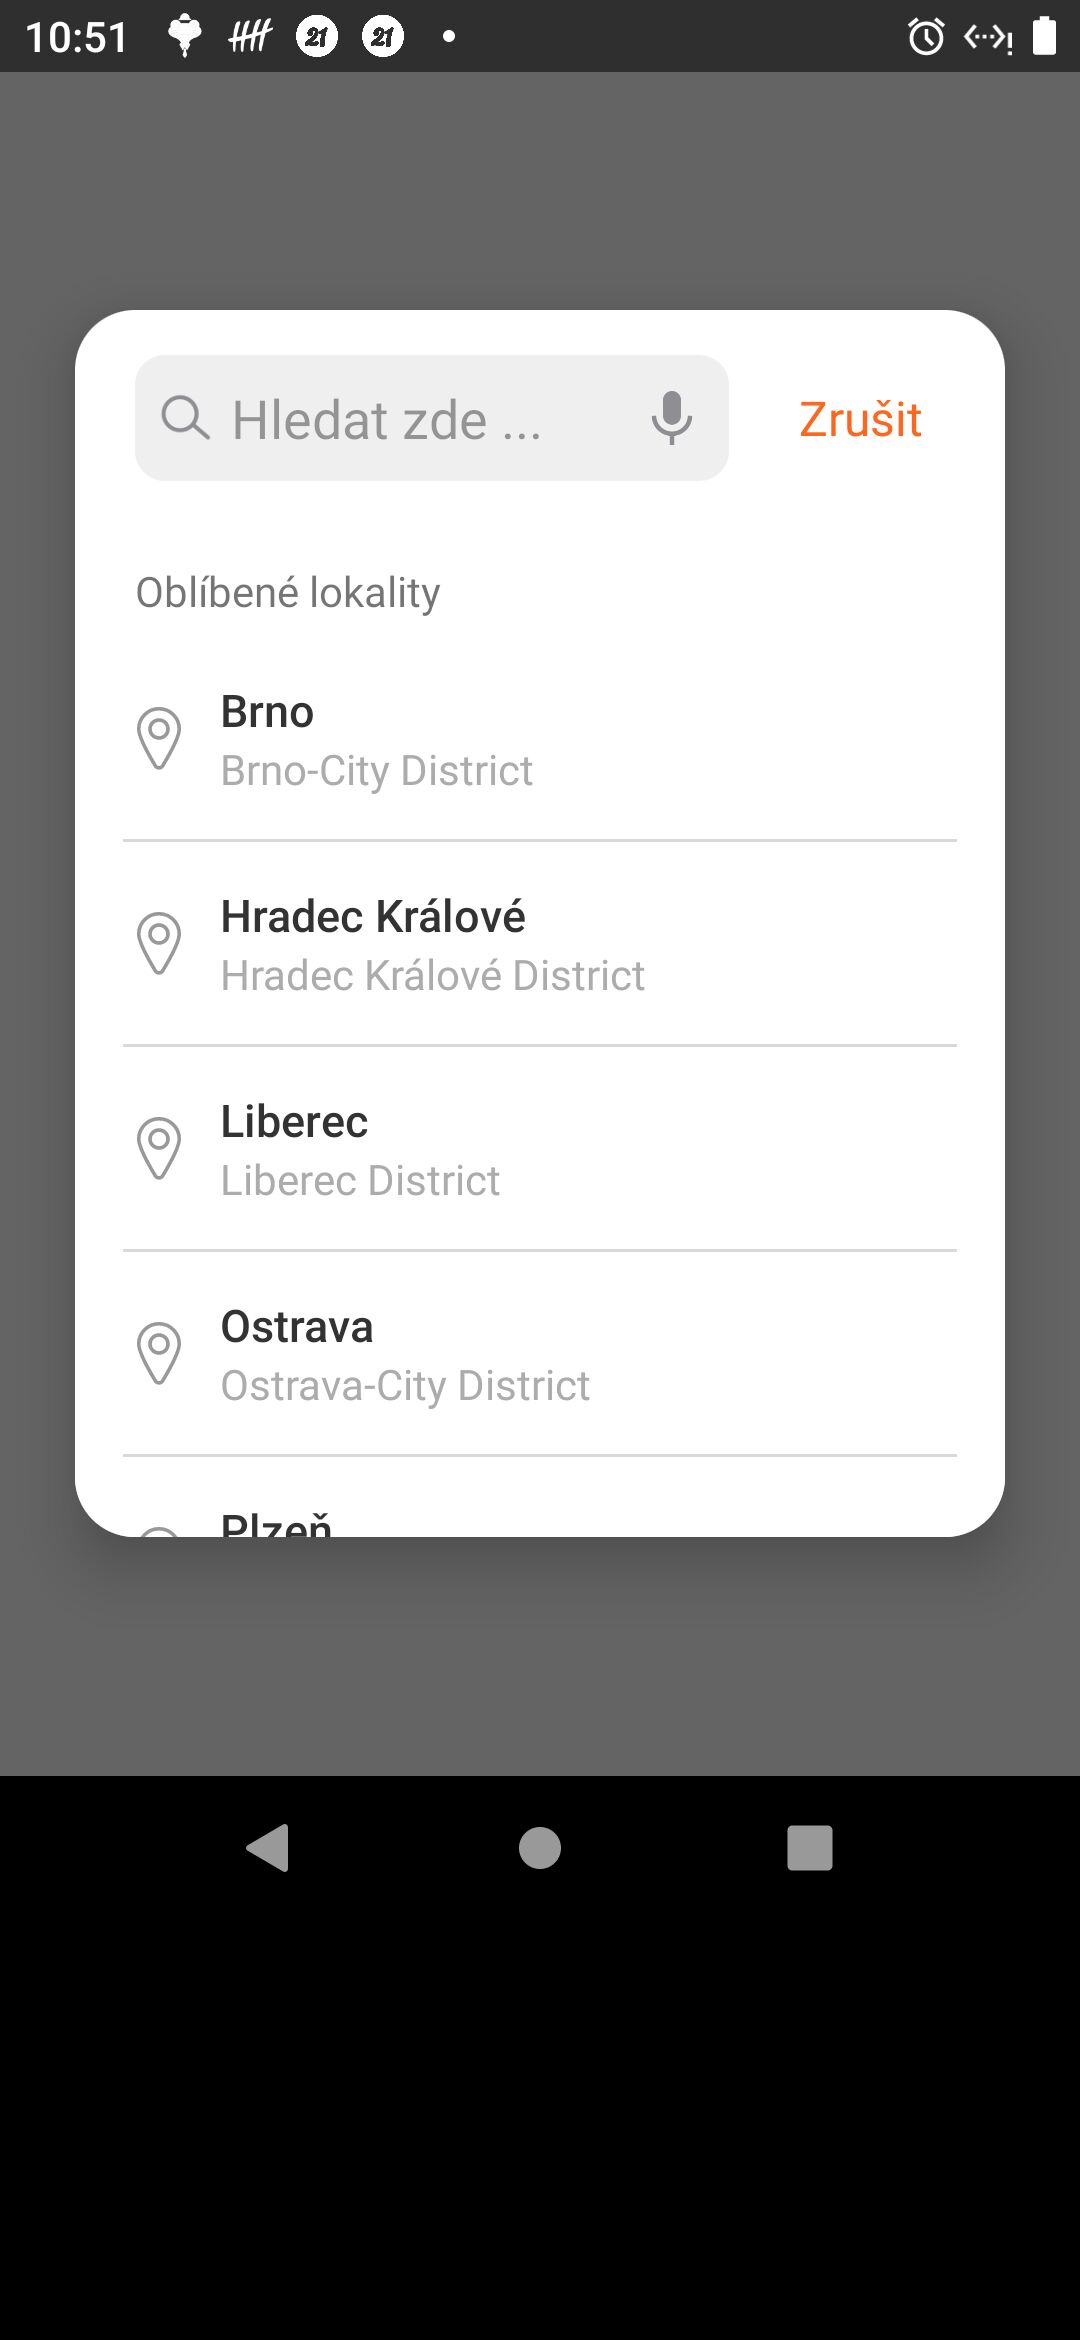 10:51
21 21
Hledat zde ...
Zrušit
Oblíbené lokality
Brno
Brno-City District
Hradec Králové
Hradec Králové District
Liberec
Liberec District
Ostrava
Ostrava-City District
Plzeň